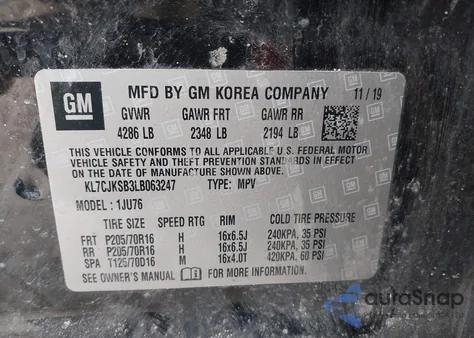 GM
MFD BY GM KOREA COMPANY 11/19
GVWR GAWR FRT GAWR RR
4286 LB 2348 LB 2194 LB
THIS VEHICLE CONFORMS TO ALL APPLICABLE U.S. FEDERAL MOTOR
VEHICLE SAFETY AND THEFT PREVENTION STANDARDS IN EFFECT
ON THE DATE OF MANUFACTURE SHOWN ABOVE.
KL7CJKSB3LB063247 TYPE: MPV
MODEL: 1JU76
TIRE SIZE SPEED RTG RIM COLD TIRE PRESSURE
FRT P205/70R16 H 16x6.5J 240KPA, 35 PSI
RR P205/70R16 H 16x6.5J 240KPA, 35 PSI
SPA T125/70D16 M 16x4.0T 420KPA, 60 PSI
SEE OWNER'S MANUAL FOR MORE INFORMATION
autoSnap